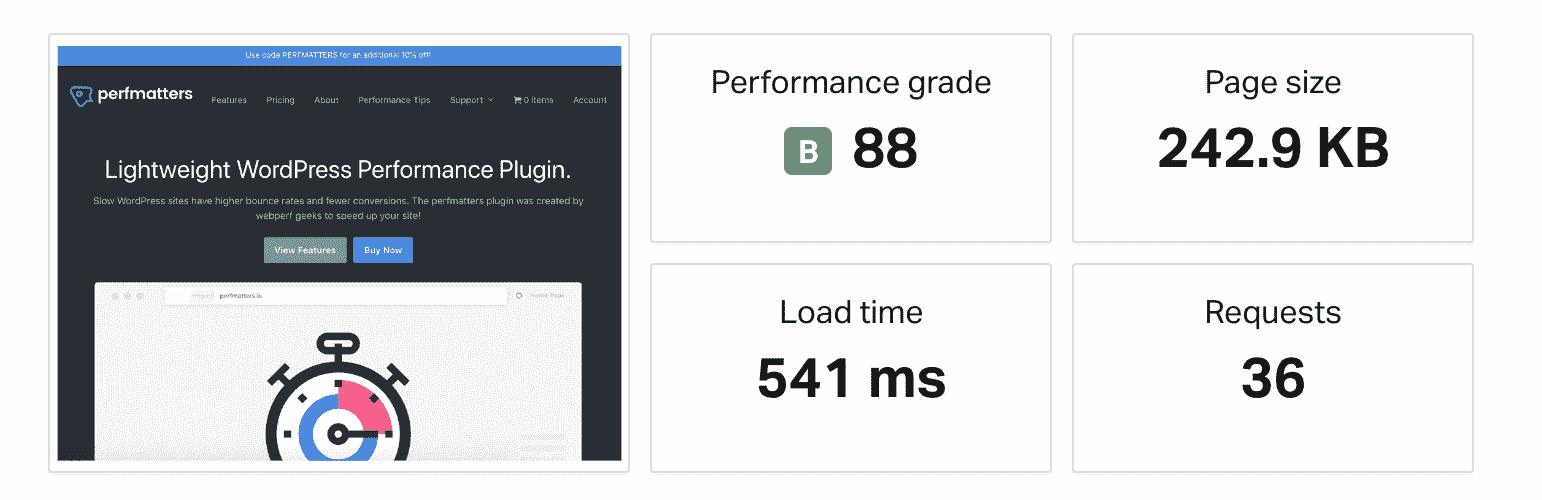 Use code PERFMATTERS for an additional 10% off!
perfmatters
Features
Pricing
About
Performance Tips
Support
0 items
Account
Lightweight WordPress Performance Plugin.
Slow WordPress sites have higher bounce rates and fewer conversions. The perfmatters plugin was created by
webperf geeks to speed up your site!
View Features
Buy Now
perfmatters.io
Home Page
Performance grade
B 88
Page size
242.9 KB
Load time
541 ms
Requests
36